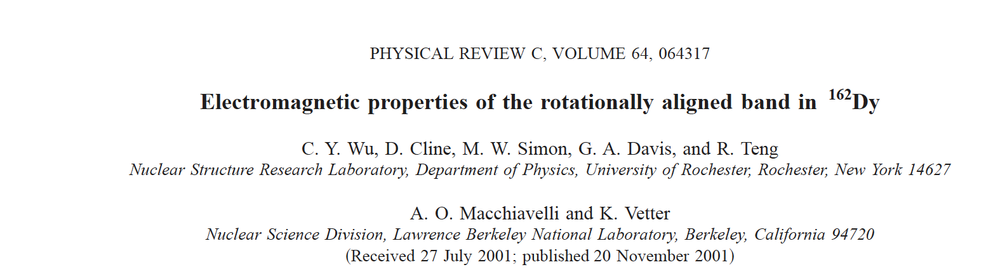 PHYSICAL REVIEW C, VOLUME 64, 064317
Electromagnetic properties of the rotationally aligned band in ¹⁶²Dy
C. Y. Wu, D. Cline, M. W. Simon, G. A. Davis, and R. Teng
Nuclear Structure Research Laboratory, Department of Physics, University of Rochester, Rochester, New York 14627
A. O. Macchiavelli and K. Vetter
Nuclear Science Division, Lawrence Berkeley National Laboratory, Berkeley, California 94720
(Received 27 July 2001; published 20 November 2001)